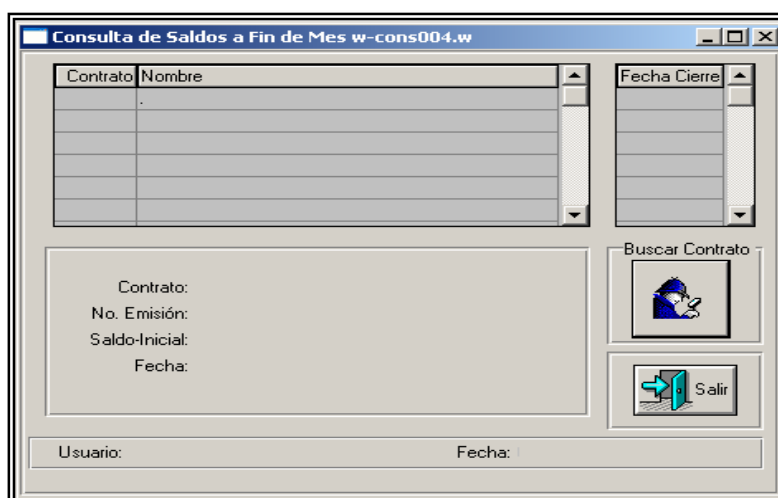 Consulta de Saldos a Fin de Mes w-cons004.w
Contrato Nombre Fecha Cierre
.
Buscar Contrato
Contrato:
No. Emisión:
Saldo-Inicial:
Fecha:
Salir
Usuario: Fecha: